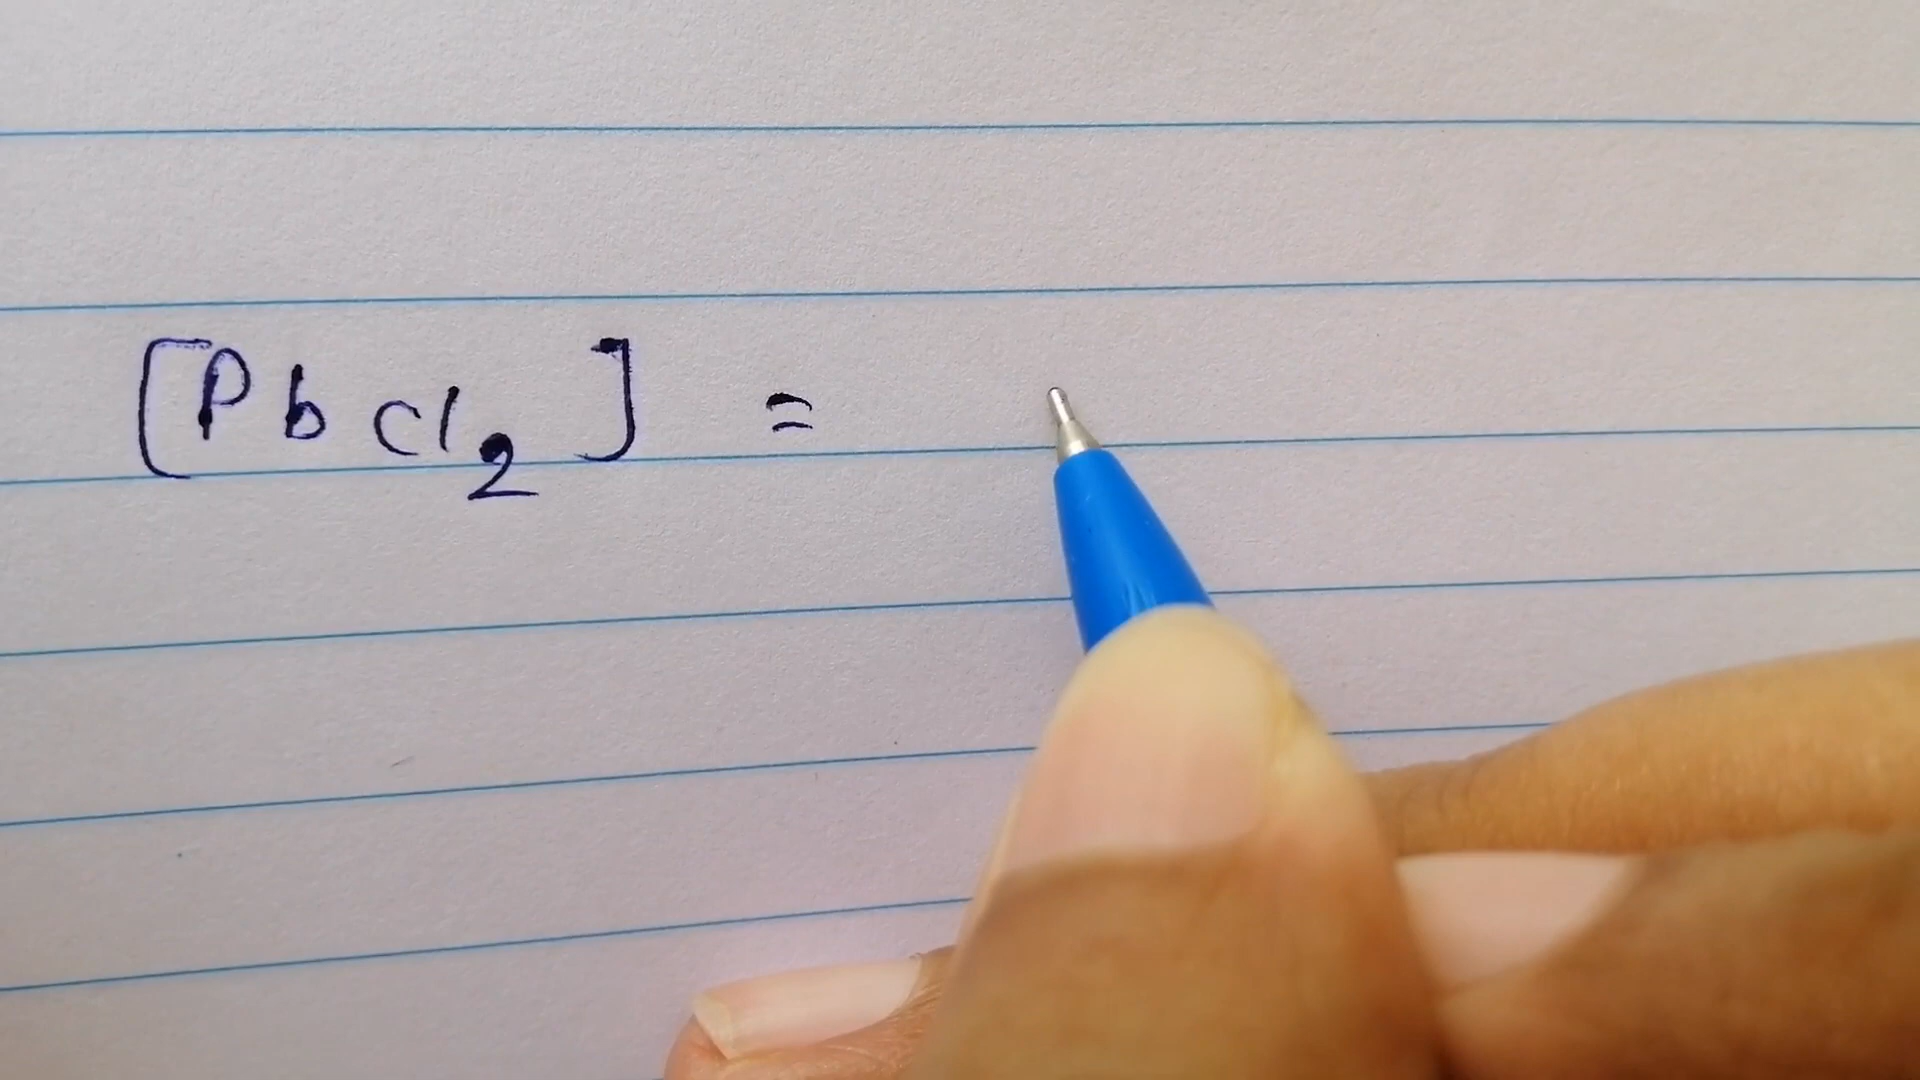 [PbCl₂] =